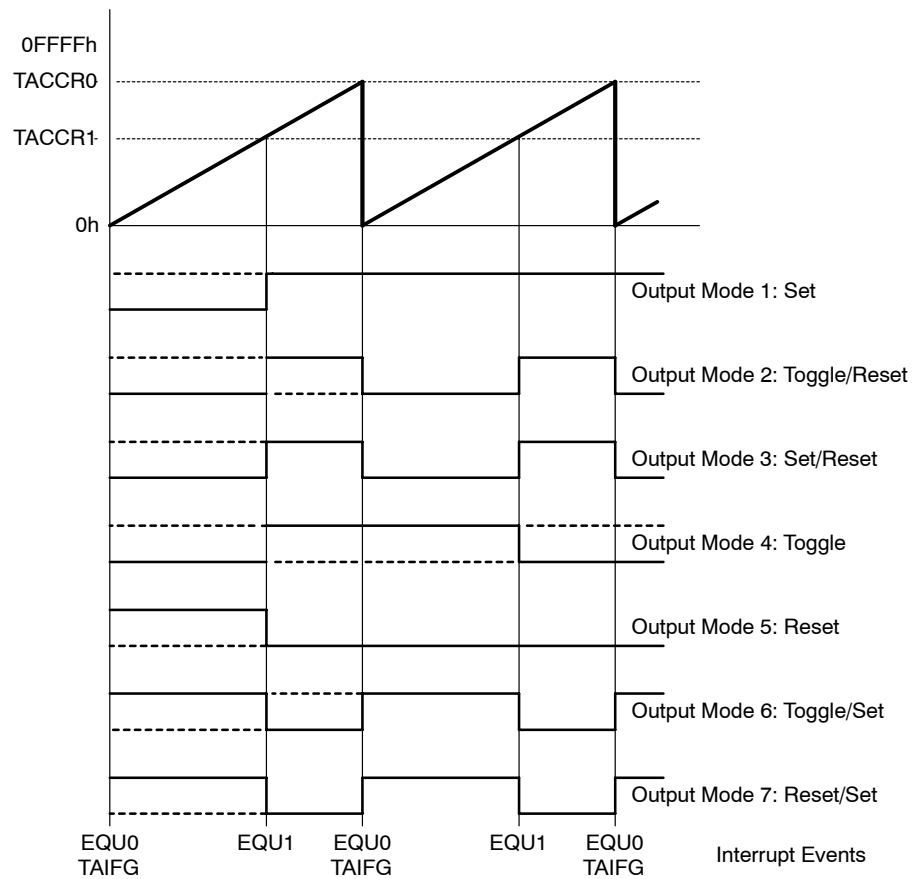 0FFFFh
TACCR0
TACCR1
0h
Output Mode 1: Set
Output Mode 2: Toggle/Reset
Output Mode 3: Set/Reset
Output Mode 4: Toggle
Output Mode 5: Reset
Output Mode 6: Toggle/Set
Output Mode 7: Reset/Set
EQU0 EQU1 EQU0 EQU1 EQU0
TAIFG TAIFG TAIFG
Interrupt Events